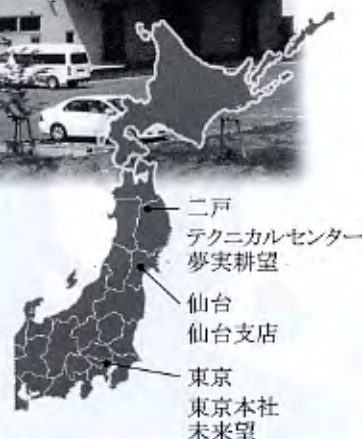 二戸
テクニカルセンター
夢実耕望
仙台
仙台支店
東京
東京本社
未来望